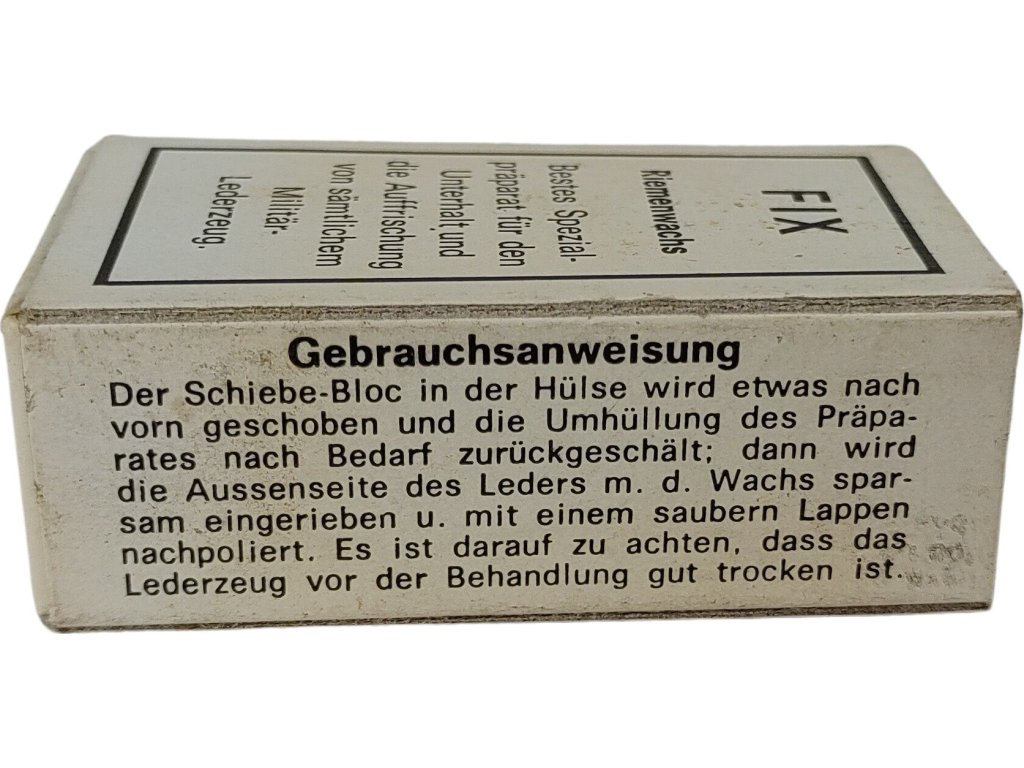 FIX
Riemenwachs
Bestes Spezial-
präparat für den
Unterhalt und
die Auffrischung
von sämtlichem
Militär-
Lederzeug.
Gebrauchsanweisung
Der Schiebe-Bloc in der Hülse wird etwas nach
vorn geschoben und die Umhüllung des Präpa-
rates nach Bedarf zurückgeschält; dann wird
die Aussenseite des Leders m. d. Wachs spar-
sam eingerieben u. mit einem saubern Lappen
nachpoliert. Es ist darauf zu achten, dass das
Lederzeug vor der Behandlung gut trocken ist.